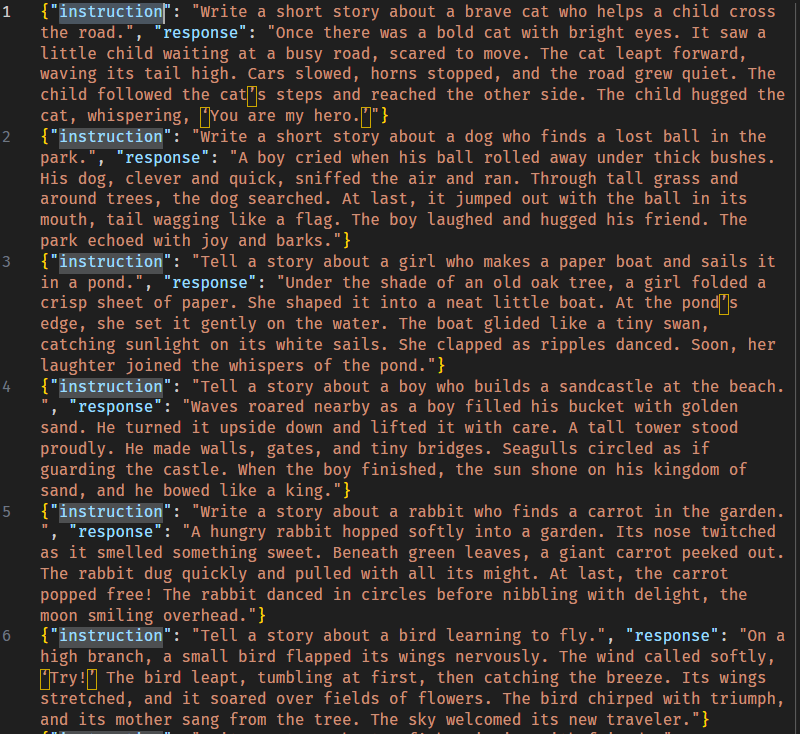 1 {"instruction": "Write a short story about a brave cat who helps a child cross
the road.", "response": "Once there was a bold cat with bright eyes. It saw a
little child waiting at a busy road, scared to move. The cat leapt forward,
waving its tail high. Cars slowed, horns stopped, and the road grew quiet. The
child followed the cat’s steps and reached the other side. The child hugged the
cat, whispering, ‘You are my hero.’"}
2 {"instruction": "Write a short story about a dog who finds a lost ball in the
park.", "response": "A boy cried when his ball rolled away under thick bushes.
His dog, clever and quick, sniffed the air and ran. Through tall grass and
around trees, the dog searched. At last, it jumped out with the ball in its
mouth, tail wagging like a flag. The boy laughed and hugged his friend. The
park echoed with joy and barks."}
3 {"instruction": "Tell a story about a girl who makes a paper boat and sails it
in a pond.", "response": "Under the shade of an old oak tree, a girl folded a
crisp sheet of paper. She shaped it into a neat little boat. At the pond’s
edge, she set it gently on the water. The boat glided like a tiny swan,
catching sunlight on its white sails. She clapped as ripples danced. Soon, her
laughter joined the whispers of the pond."}
4 {"instruction": "Tell a story about a boy who builds a sandcastle at the beach.
", "response": "Waves roared nearby as a boy filled his bucket with golden
sand. He turned it upside down and lifted it with care. A tall tower stood
proudly. He made walls, gates, and tiny bridges. Seagulls circled as if
guarding the castle. When the boy finished, the sun shone on his kingdom of
sand, and he bowed like a king."}
5 {"instruction": "Write a story about a rabbit who finds a carrot in the garden.
", "response": "A hungry rabbit hopped softly into a garden. Its nose twitched
as it smelled something sweet. Beneath green leaves, a giant carrot peeked out.
The rabbit dug quickly and pulled with all its might. At last, the carrot
popped free! The rabbit danced in circles before nibbling with delight, the
moon smiling overhead."}
6 {"instruction": "Tell a story about a bird learning to fly.", "response": "On a
high branch, a small bird flapped its wings nervously. The wind called softly,
‘Try!’ The bird leapt, tumbling at first, then catching the breeze. Its wings
stretched, and it soared over fields of flowers. The bird chirped with triumph,
and its mother sang from the tree. The sky welcomed its new traveler."}